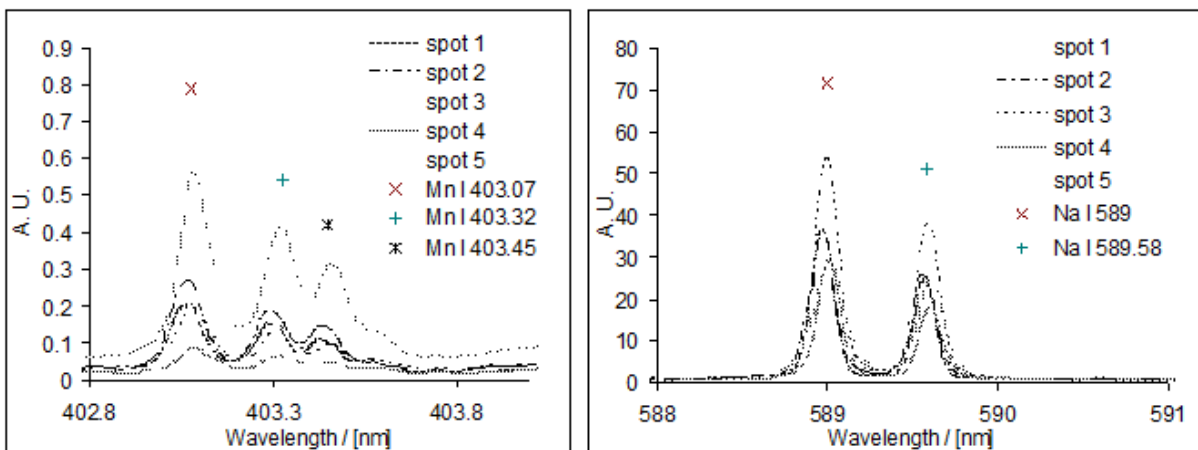 0.9
0.8
0.7
0.6
0.5
0.4
0.3
0.2
0.1
0
A. U.
402.8
403.3
403.8
Wavelength / [nm]
spot 1
spot 2
spot 3
spot 4
spot 5
Mn I 403.07
Mn I 403.32
Mn I 403.45
80
70
60
50
40
30
20
10
0
A. U.
588
589
590
591
Wavelength / [nm]
spot 1
spot 2
spot 3
spot 4
spot 5
Na I 589
Na I 589.58